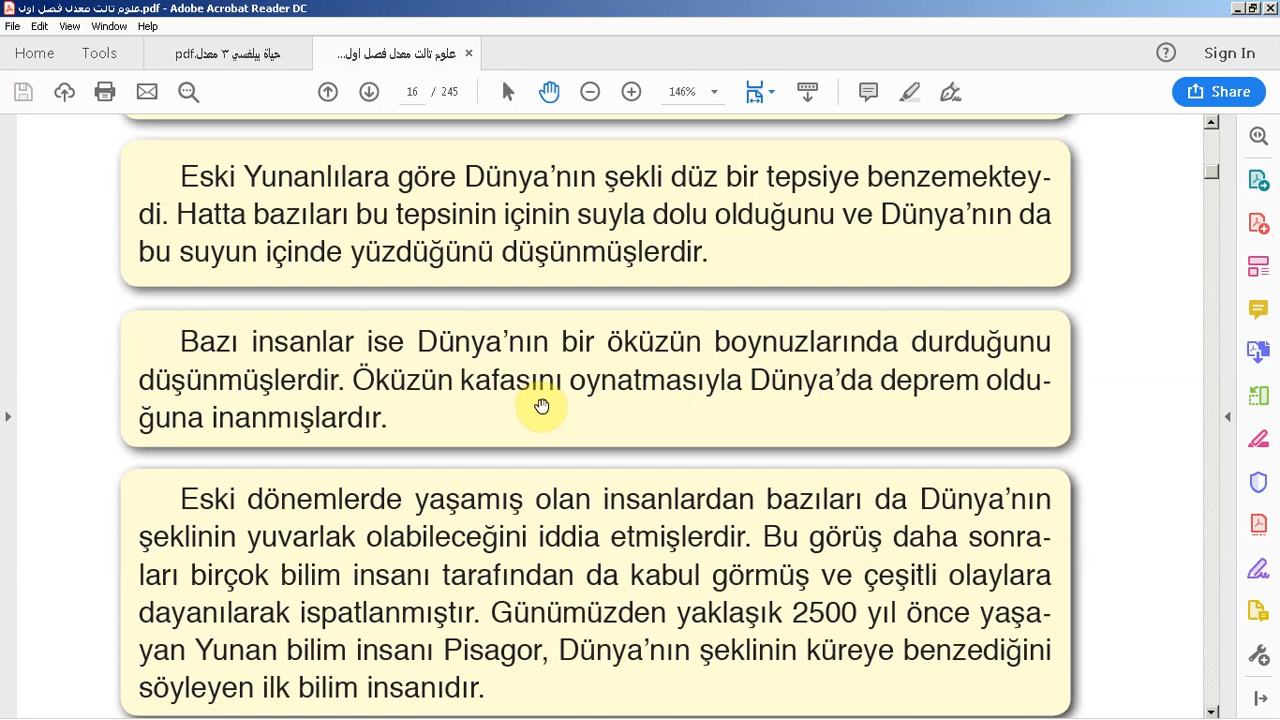 علوم تالت معدل فصل اول.pdf - Adobe Acrobat Reader DC
File Edit View Window Help
Home Tools حياة بيلغسي ٣ معدل.pdf علوم تالت معدل فصل اول... × Sign In
16 / 245 146% Share
Eski Yunanlılara göre Dünya’nın şekli düz bir tepsiye benzemektey-
di. Hatta bazıları bu tepsinin içinin suyla dolu olduğunu ve Dünya’nın da
bu suyun içinde yüzdüğünü düşünmüşlerdir.
Bazı insanlar ise Dünya’nın bir öküzün boynuzlarında durduğunu
düşünmüşlerdir. Öküzün kafasını oynatmasıyla Dünya’da deprem oldu-
ğuna inanmışlardır.
Eski dönemlerde yaşamış olan insanlardan bazıları da Dünya’nın
şeklinin yuvarlak olabileceğini iddia etmişlerdir. Bu görüş daha sonra-
ları birçok bilim insanı tarafından da kabul görmüş ve çeşitli olaylara
dayanılarak ispatlanmıştır. Günümüzden yaklaşık 2500 yıl önce yaşa-
yan Yunan bilim insanı Pisagor, Dünya’nın şeklinin küreye benzediğini
söyleyen ilk bilim insanıdır.